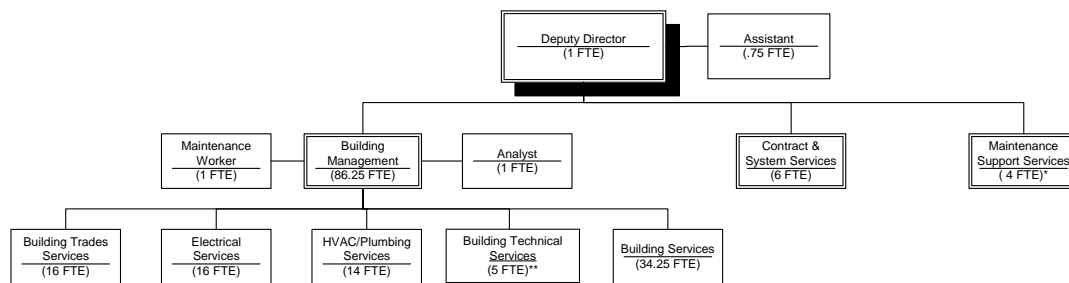 Deputy Director
(1 FTE)
Assistant
(.75 FTE)
Maintenance
Worker
(1 FTE)
Building
Management
(86.25 FTE)
Analyst
(1 FTE)
Contract &
System Services
(6 FTE)
Maintenance
Support Services
( 4 FTE)*
Building Trades
Services
(16 FTE)
Electrical
Services
(16 FTE)
HVAC/Plumbing
Services
(14 FTE)
Building Technical
Services
(5 FTE)**
Building Services
(34.25 FTE)